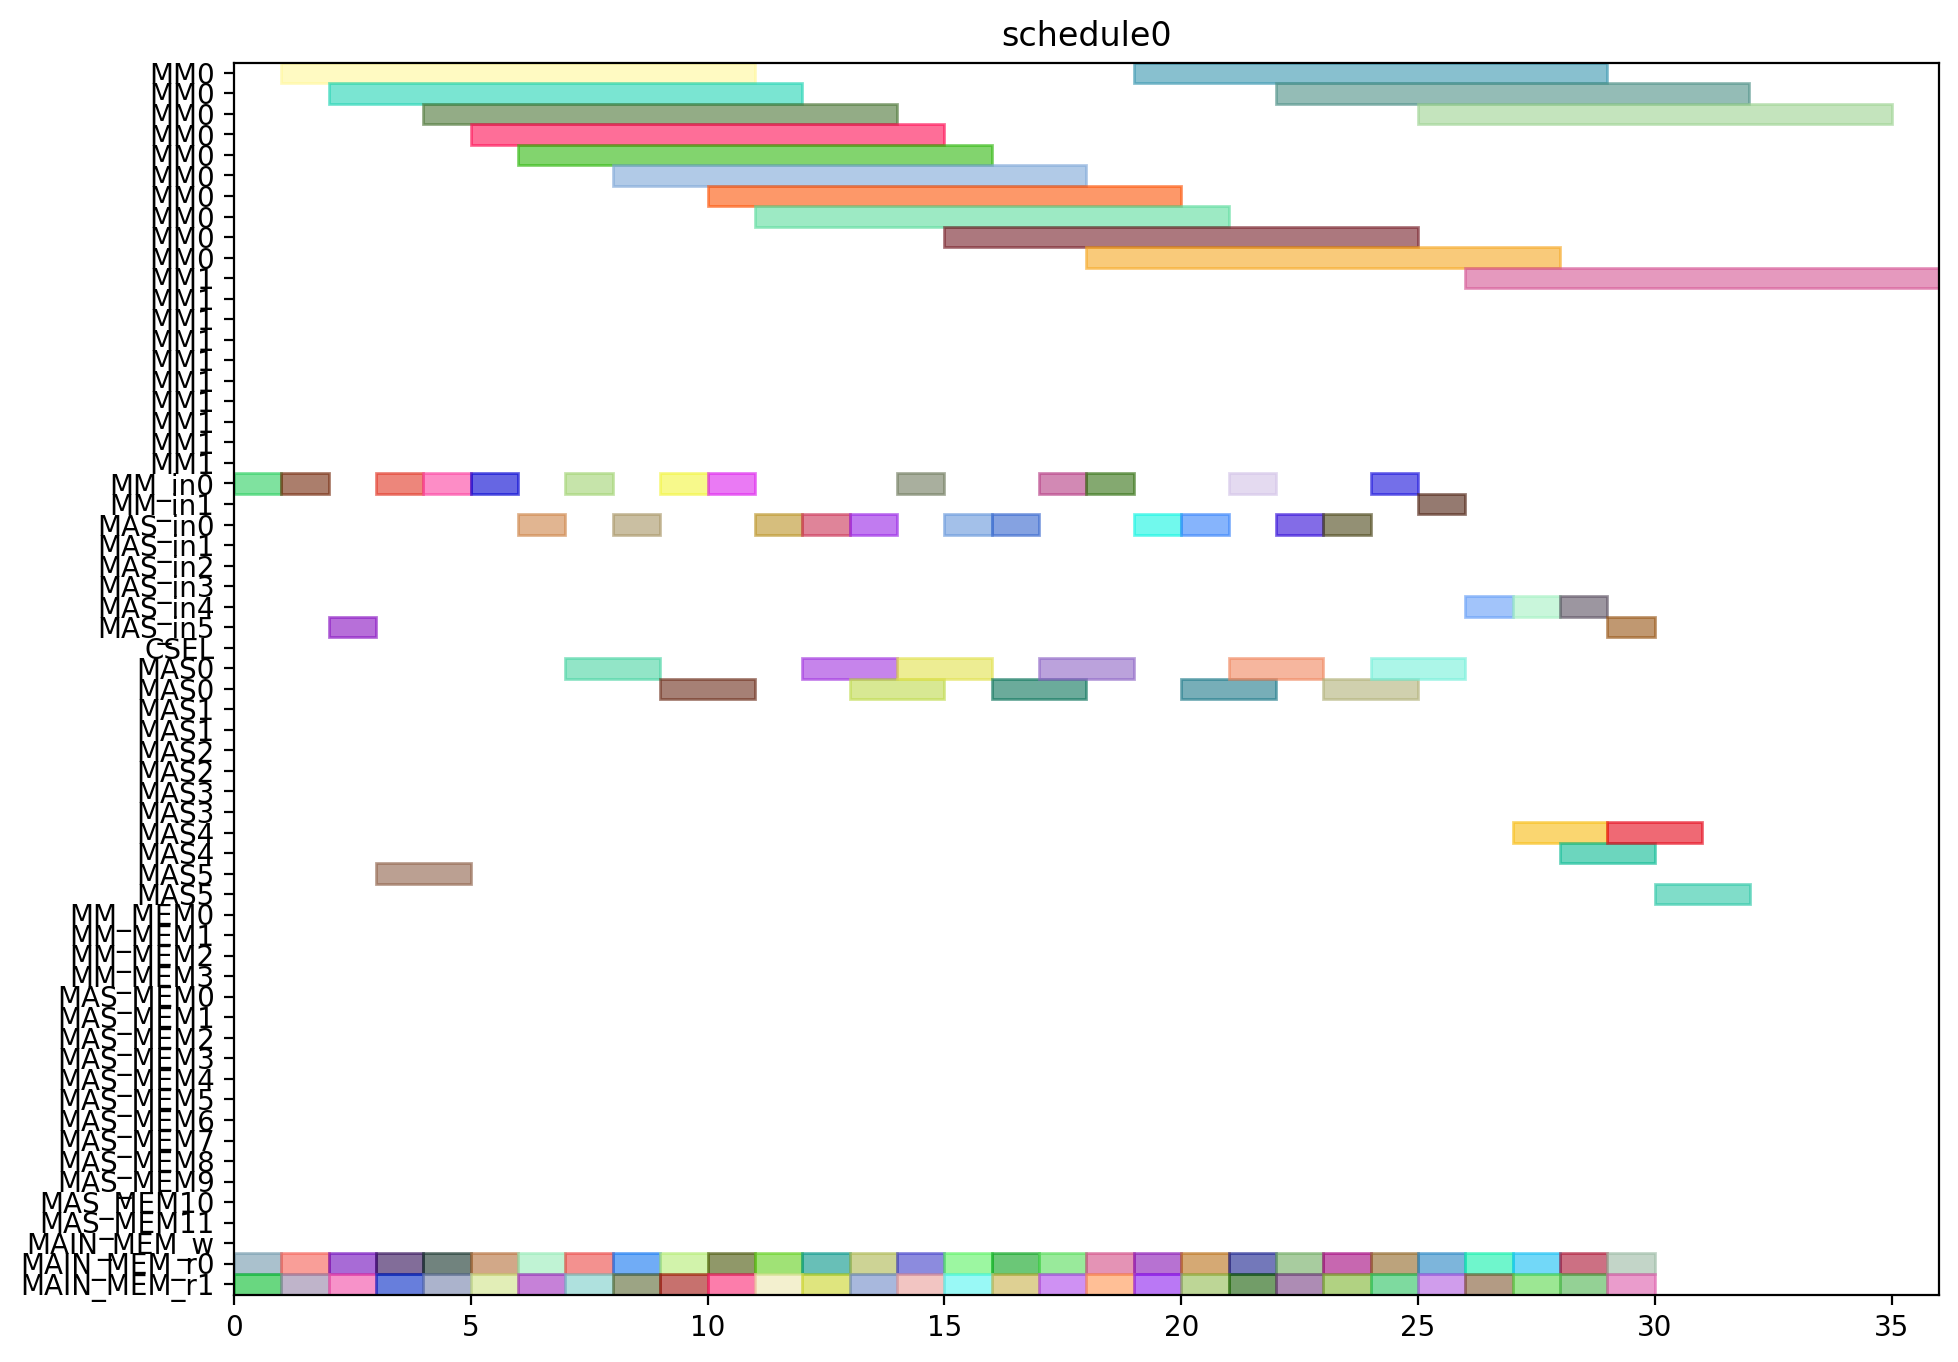 schedule0
MM0
MM0
MM0
MM0
MM0
MM0
MM0
MM0
MM0
MM0
MM1
MM1
MM1
MM1
MM1
MM1
MM1
MM1
MM1
MM1
MM_in0
MM_in1
MAS_in0
MAS_in1
MAS_in2
MAS_in3
MAS_in4
MAS_in5
CSEL
MAS0
MAS0
MAS1
MAS1
MAS2
MAS2
MAS3
MAS3
MAS4
MAS4
MAS5
MAS5
MM_MEM0
MM_MEM1
MM_MEM2
MM_MEM3
MAS_MEM0
MAS_MEM1
MAS_MEM2
MAS_MEM3
MAS_MEM4
MAS_MEM5
MAS_MEM6
MAS_MEM7
MAS_MEM8
MAS_MEM9
MAS_MEM10
MAS_MEM11
MAIN_MEM_w
MAIN_MEM_r0
MAIN_MEM_r1
0 5 10 15 20 25 30 35